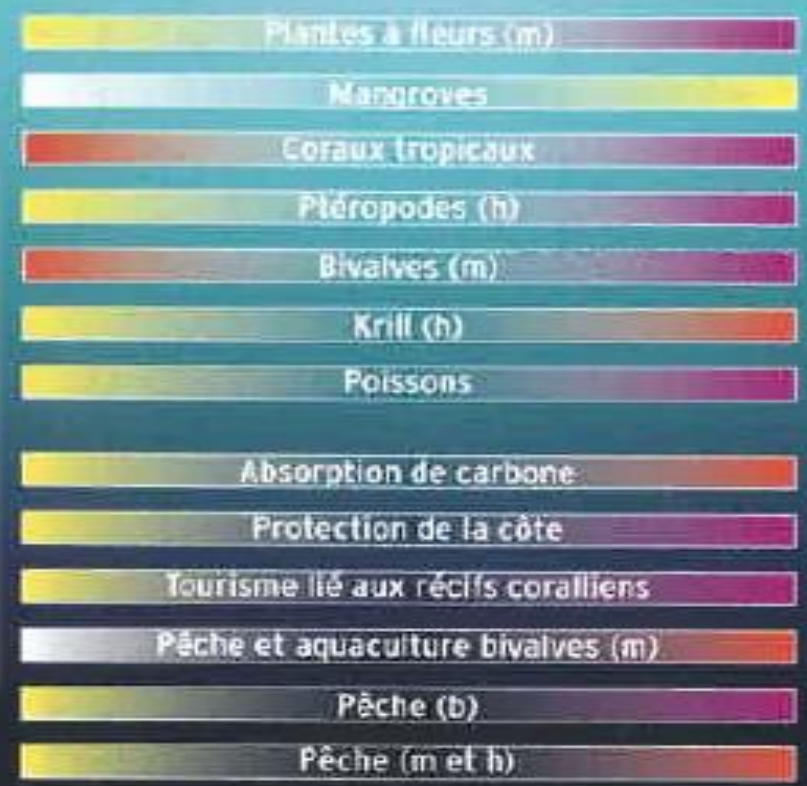 Plantes à fleurs (m)
Mangroves
Coraux tropicaux
Ptéropodes (h)
Bivalves (m)
Krill (h)
Poissons
Absorption de carbone
Protection de la côte
Tourisme lié aux récifs coralliens
Pêche et aquaculture bivalves (m)
Pêche (b)
Pêche (m et h)